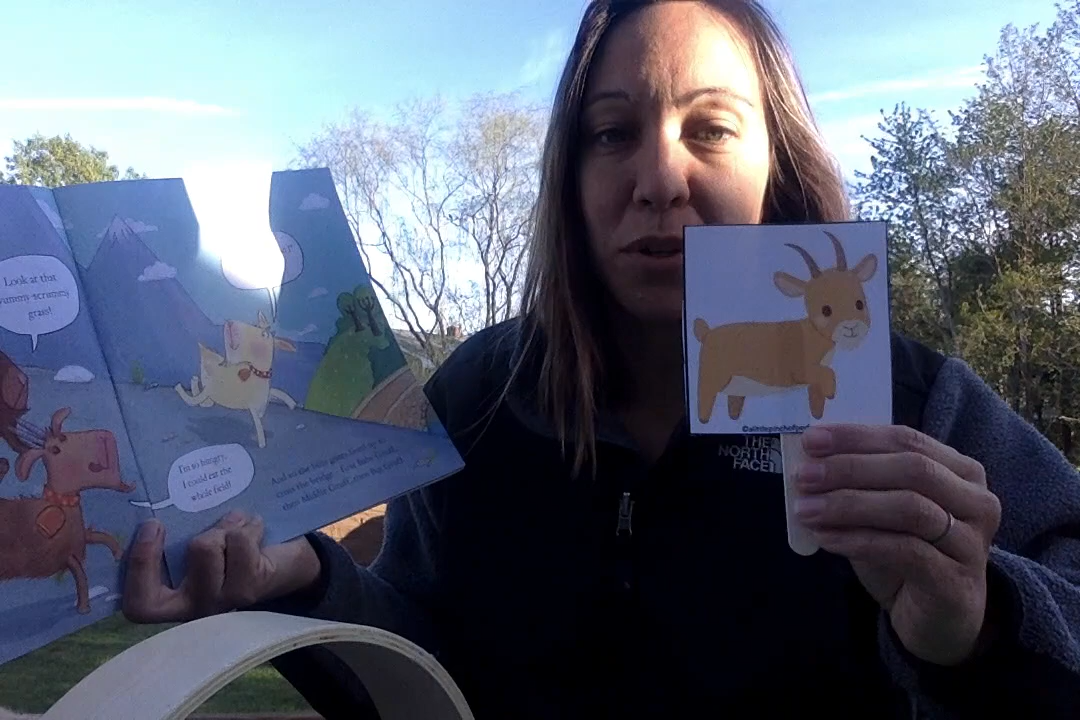 Look at that
yummy-scrummy
grass!
I'm so hungry,
I could eat the
whole field!
And so the billy goats lined up to
cross the bridge. First, Baby Gruff,
then Middle Gruff, then Big Gruff.
THE
NORTH
FACE